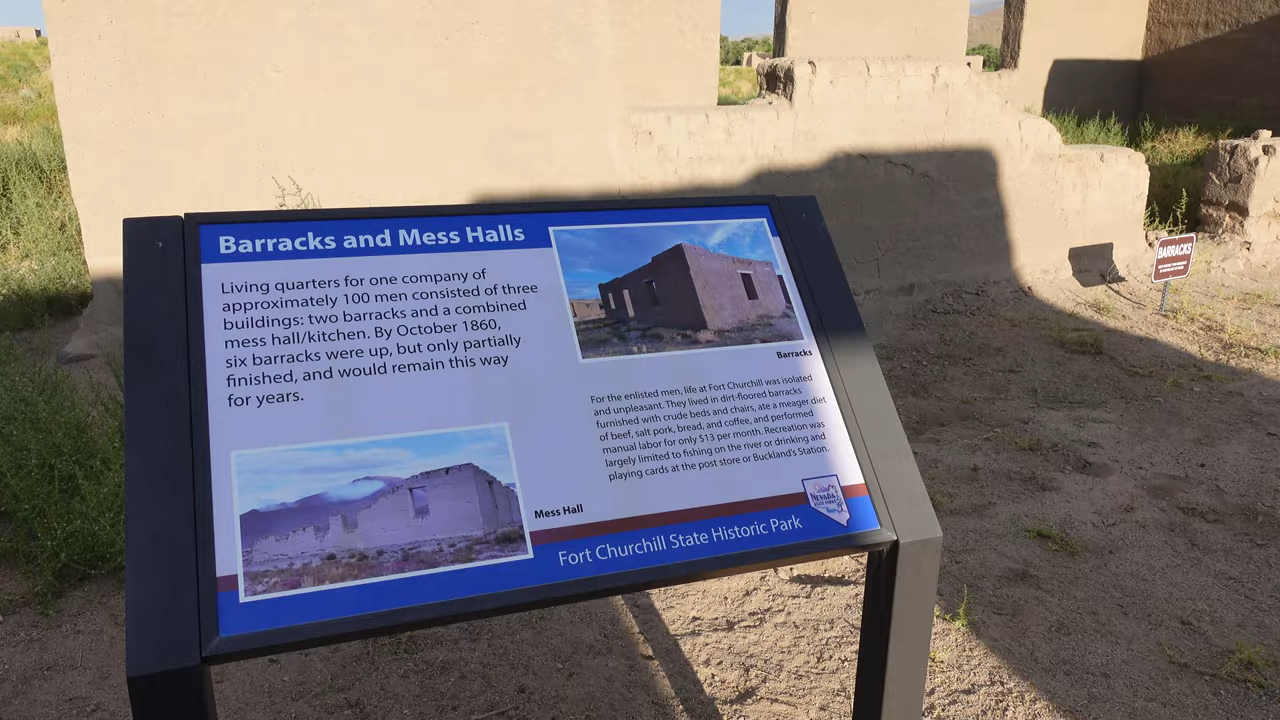 Barracks and Mess Halls
Living quarters for one company of
approximately 100 men consisted of three
buildings: two barracks and a combined
mess hall/kitchen. By October 1860,
six barracks were up, but only partially
finished, and would remain this way
for years.
Barracks
For the enlisted men, life at Fort Churchill was isolated
and unpleasant. They lived in dirt-floored barracks
furnished with crude beds and chairs, ate a meager diet
of beef, salt pork, bread, and coffee, and performed
manual labor for only $13 per month. Recreation was
largely limited to fishing on the river or drinking and
playing cards at the post store or Buckland's Station.
Mess Hall
NEVADA
STATE PARKS
Fort Churchill State Historic Park
BARRACKS